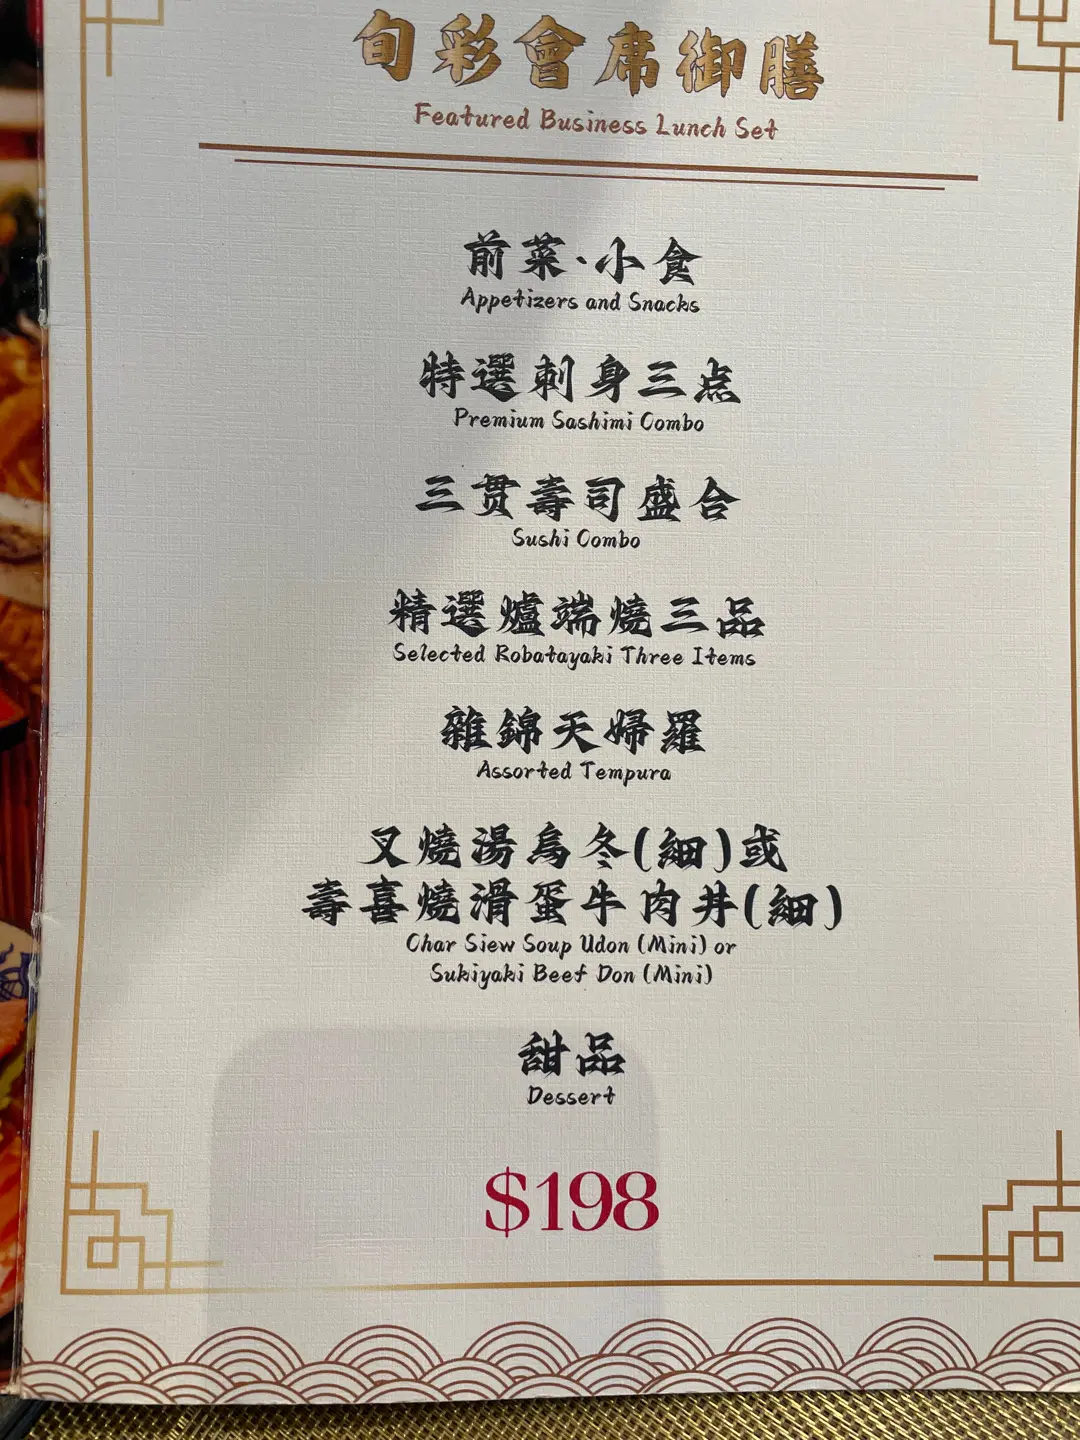 旬彩會席御膳
Featured Business Lunch Set
前菜·小食
Appetizers and Snacks
特選刺身三点
Premium Sashimi Combo
三贯壽司盛合
Sushi Combo
精選爐端燒三品
Selected Robatayaki Three Items
雜錦天婦羅
Assorted Tempura
叉燒湯烏冬(細)或
壽喜燒滑蛋牛肉丼(細)
Char Siew Soup Udon (Mini) or
Sukiyaki Beef Don (Mini)
甜品
Dessert
$198